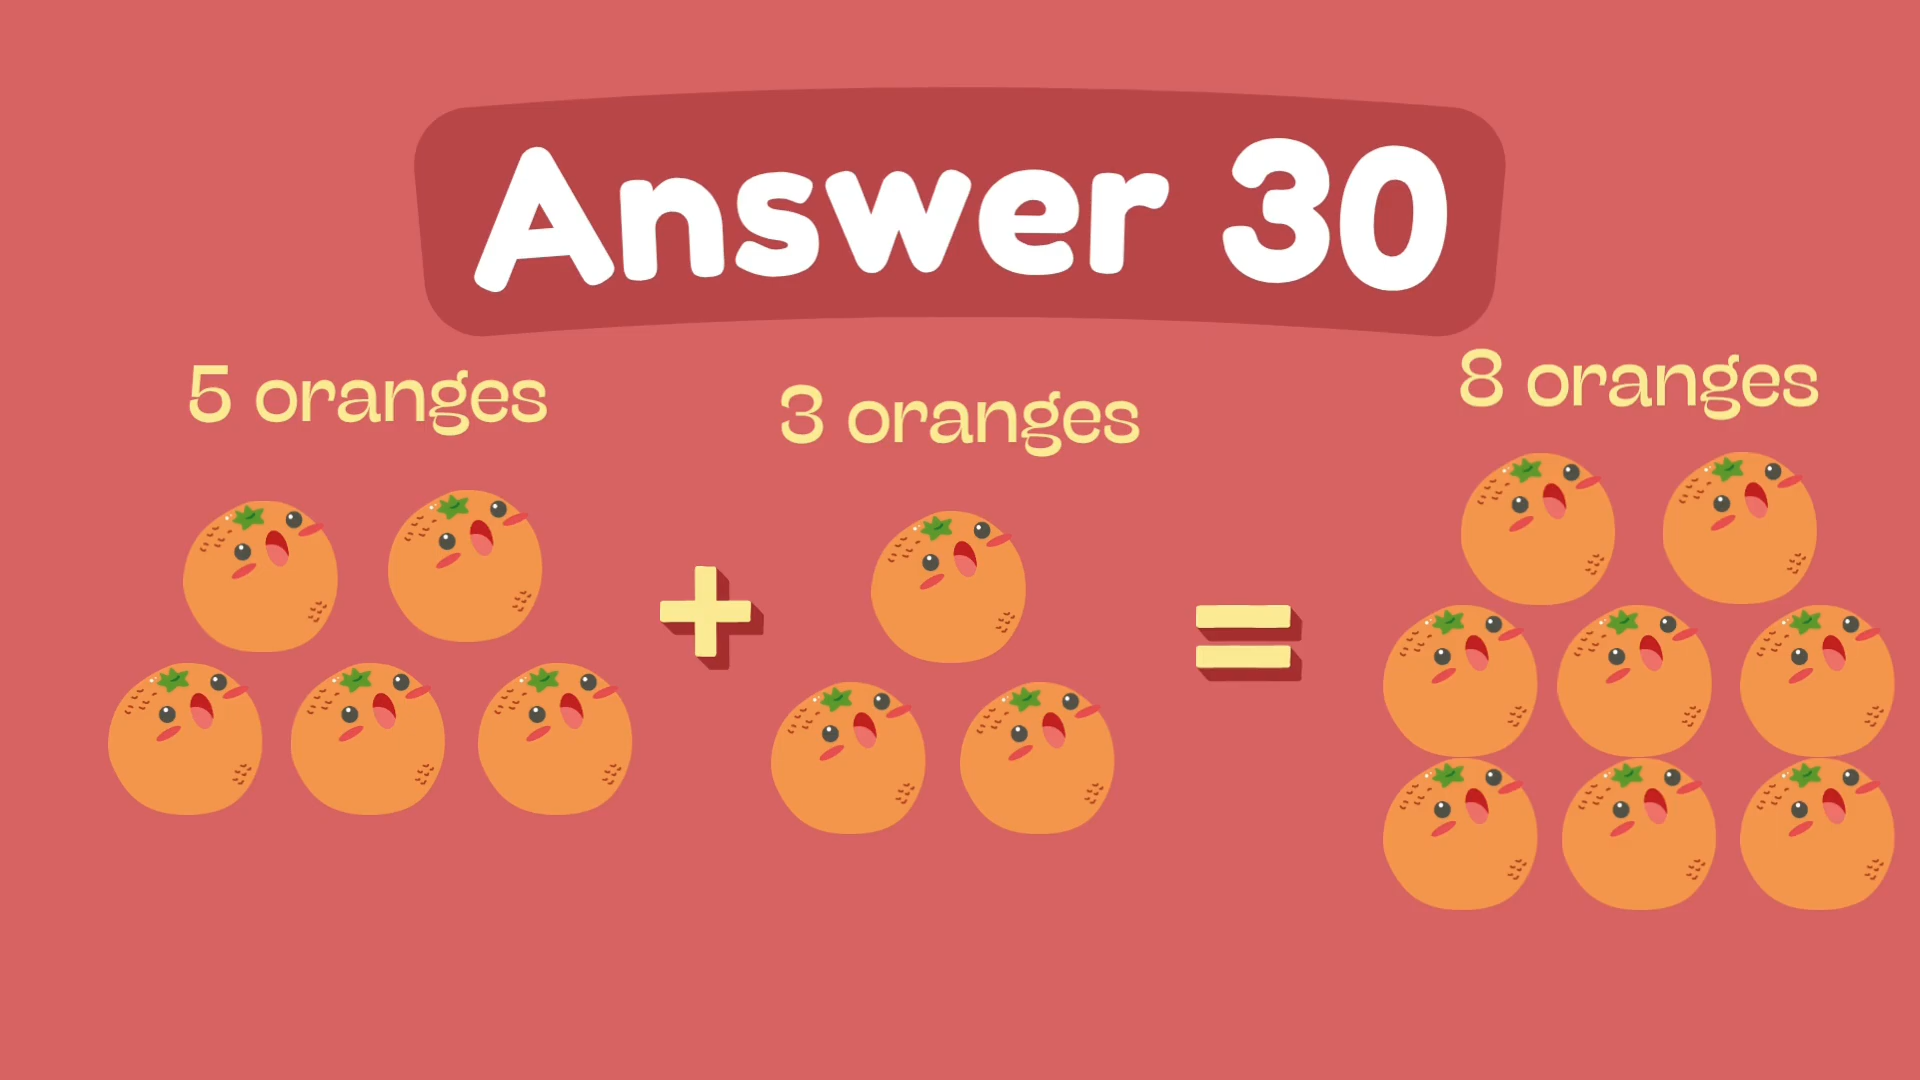 Answer 30
5 oranges
3 oranges
8 oranges
+
=